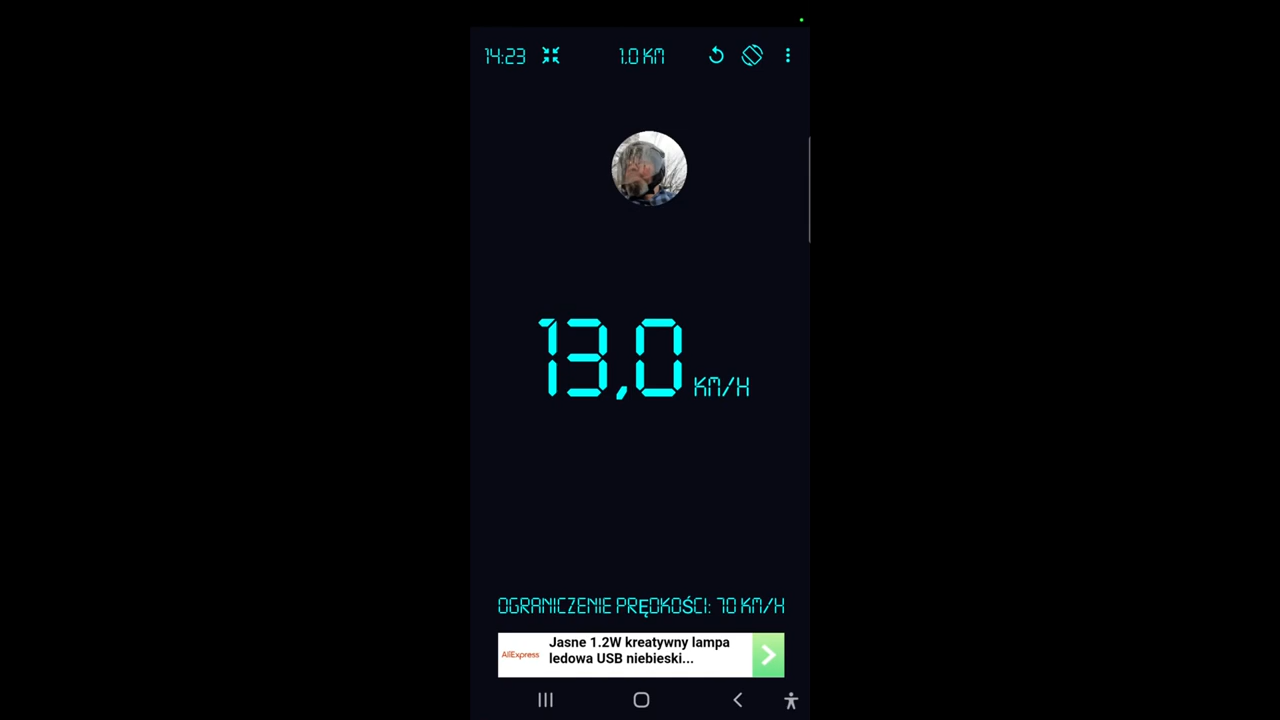 14:23
1.0 KM
13,0 KM/H
OGRANICZENIE PRĘDKOŚCI: 70 KM/H
AliExpress
Jasne 1.2W kreatywny lampa
ledowa USB niebieski...